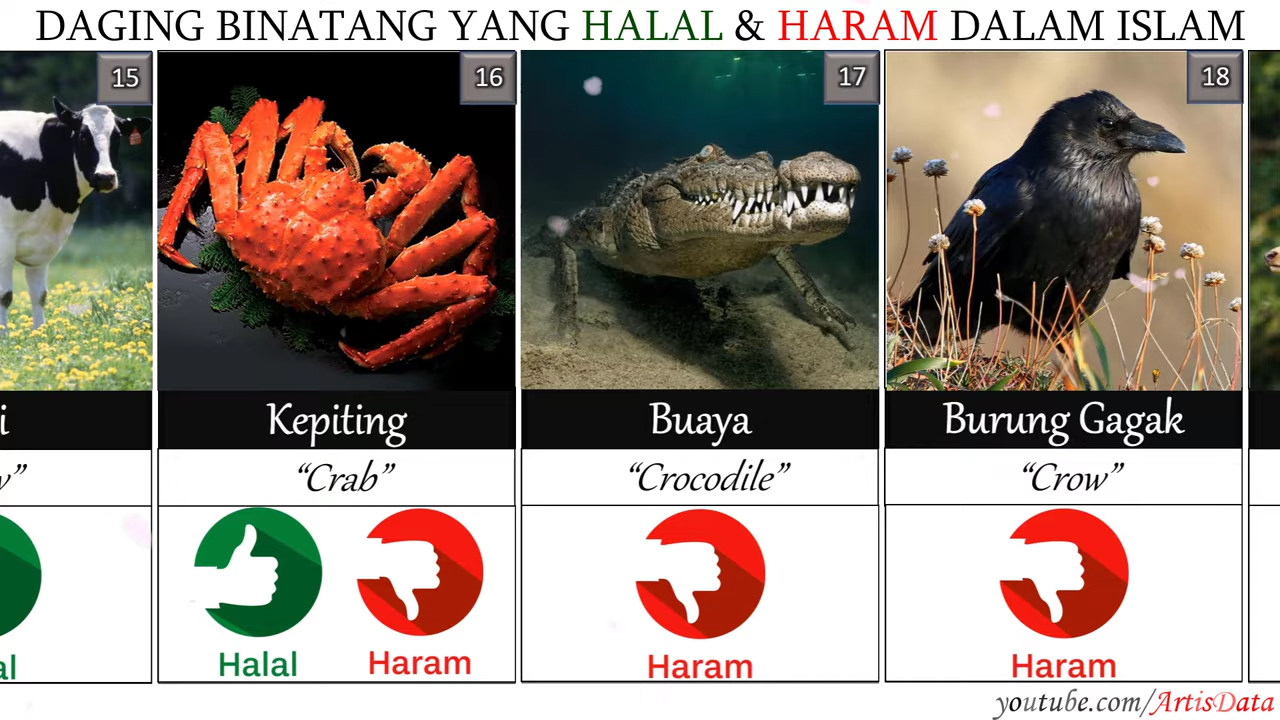 DAGING BINATANG YANG HALAL & HARAM DALAM ISLAM
15
16
17
18
i
Kepiting
Buaya
Burung Gagak
w”
“Crab”
“Crocodile”
“Crow”
al
Halal
Haram
Haram
Haram
youtube.com/ArtisData